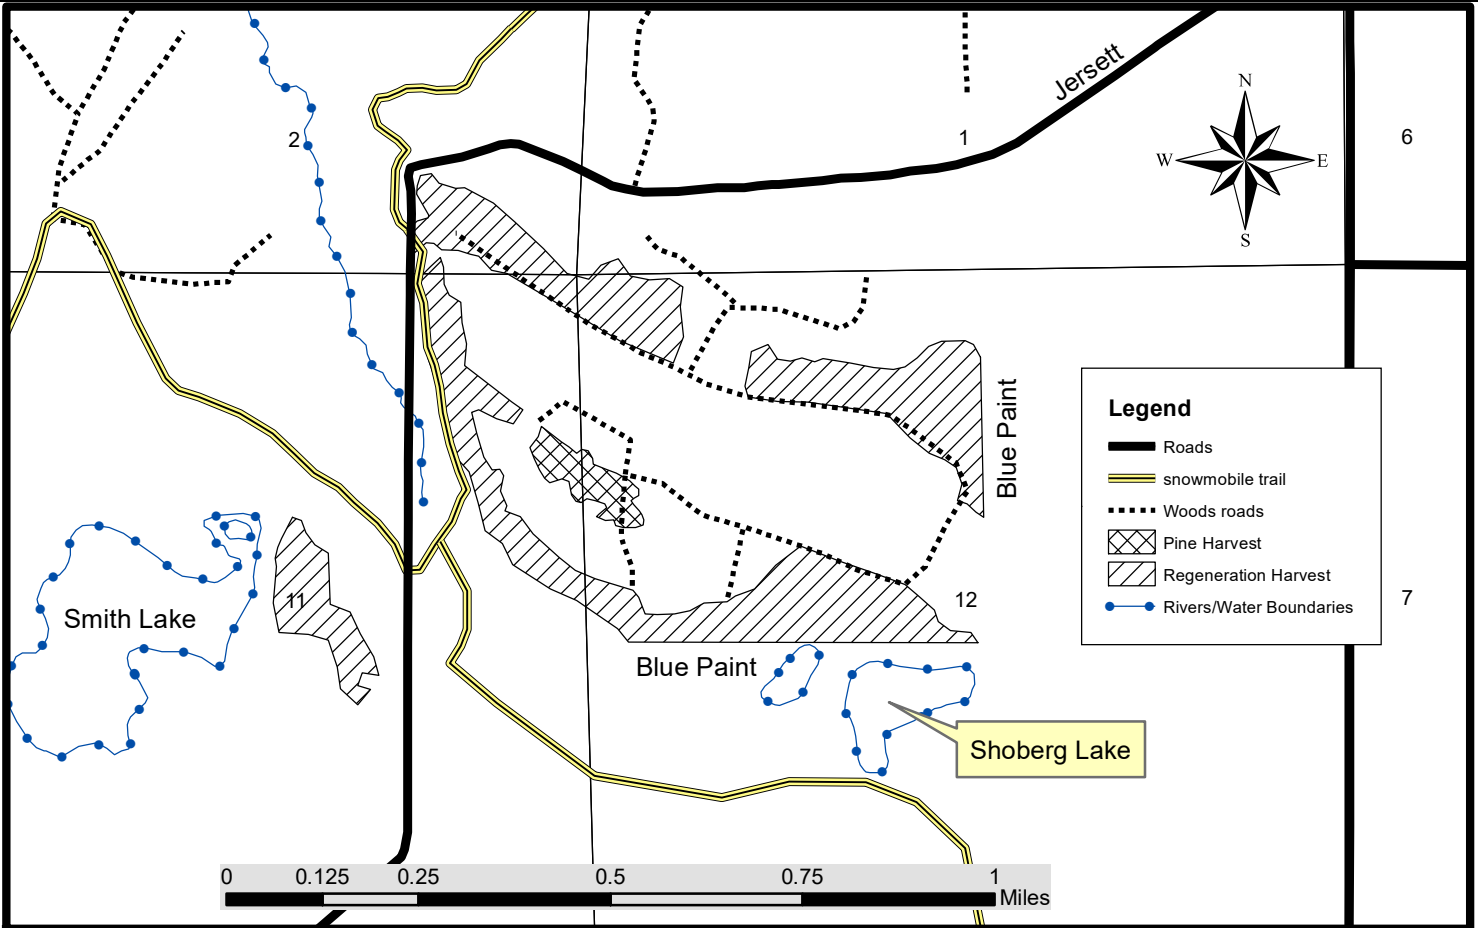 Jersett
N
2
1
6
W
E
S
Blue Paint
Legend
Roads
snowmobile trail
Woods roads
Pine Harvest
Regeneration Harvest
Rivers/Water Boundaries
11
12
7
Smith Lake
Blue Paint
Shoberg Lake
0 0.125 0.25 0.5 0.75 1
Miles